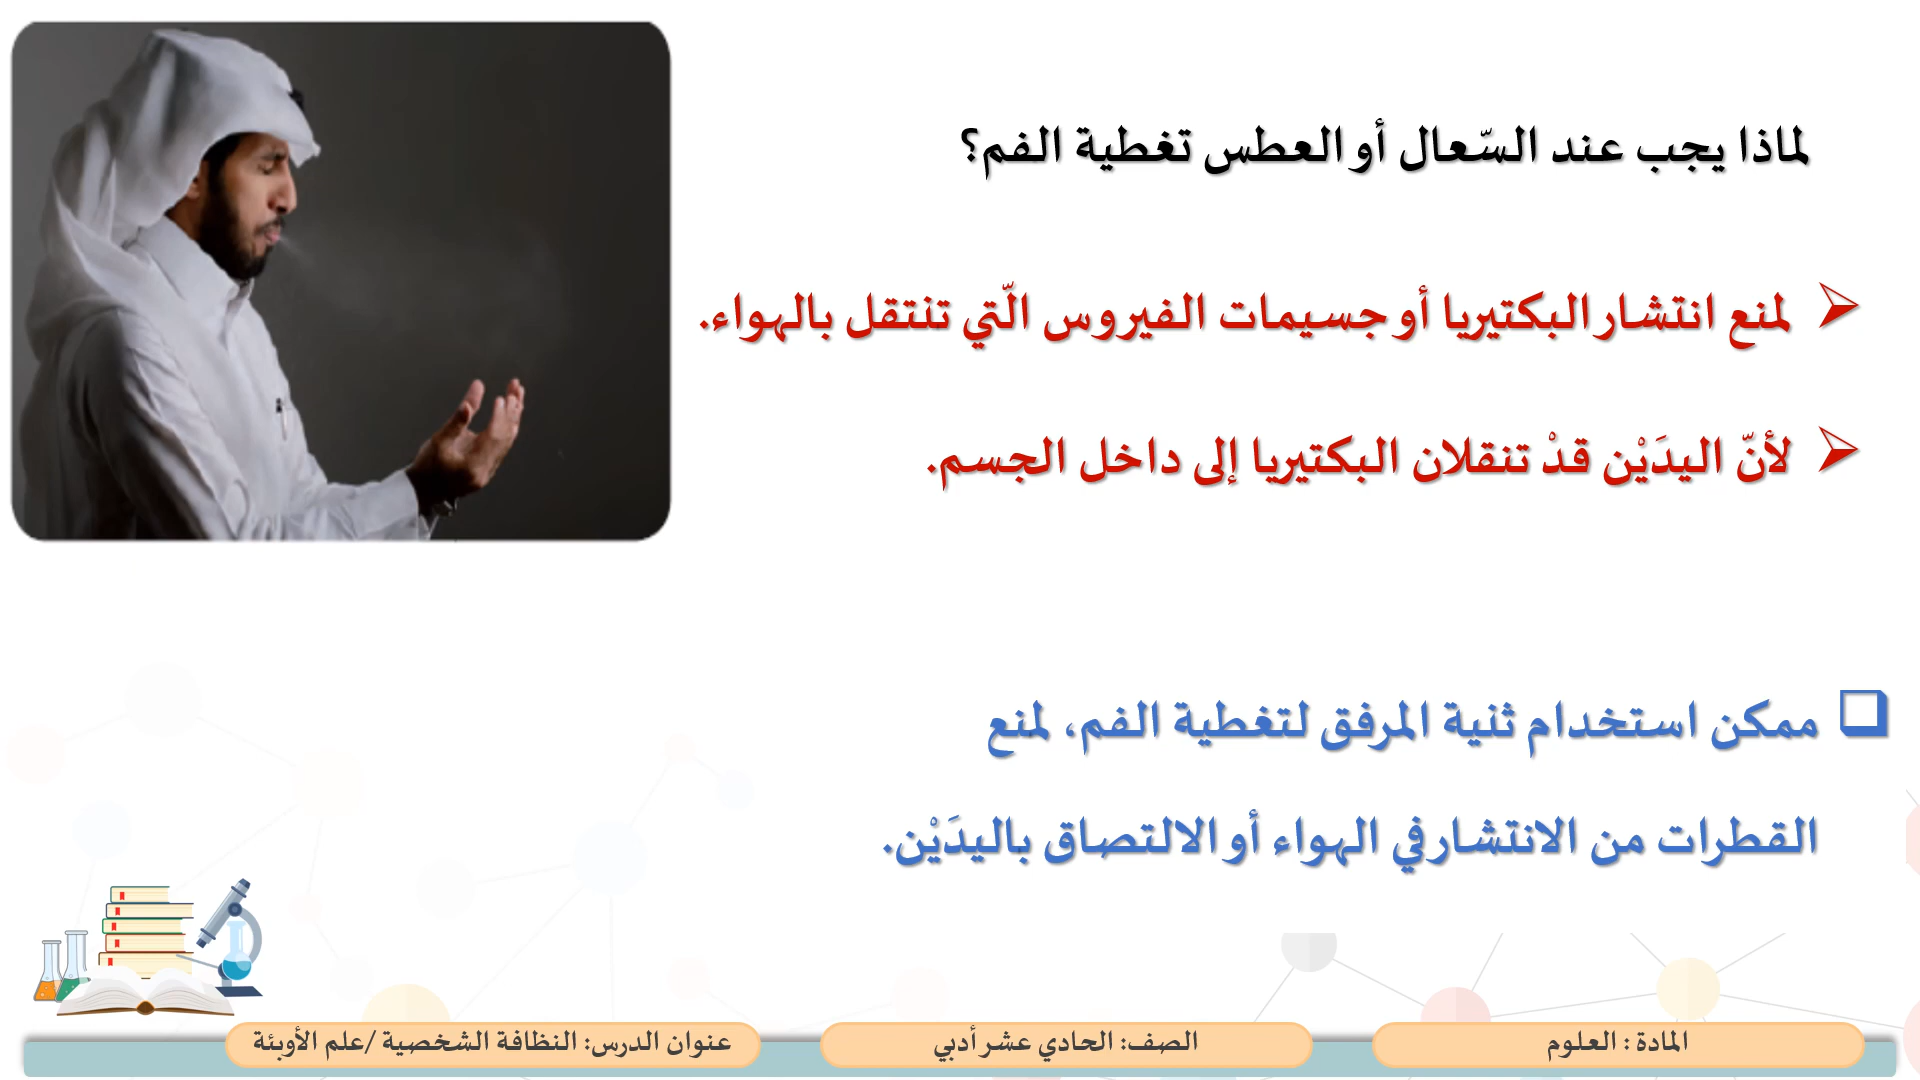 لماذا يجب عند السّعال أو العطس تغطية الفم؟
لمنع انتشار البكتيريا أو جسيمات الفيروس الّتي تنتقل بالهواء.
لأنّ اليدَيْن قدْ تنقلان البكتيريا إلى داخل الجسم.
ممكن استخدام ثنية المرفق لتغطية الفم، لمنع
القطرات من الانتشار في الهواء أو الالتصاق باليدَيْن.
المادة : العلوم
الصف: الحادي عشر أدبي
عنوان الدرس: النظافة الشخصية /علم الأوبئة